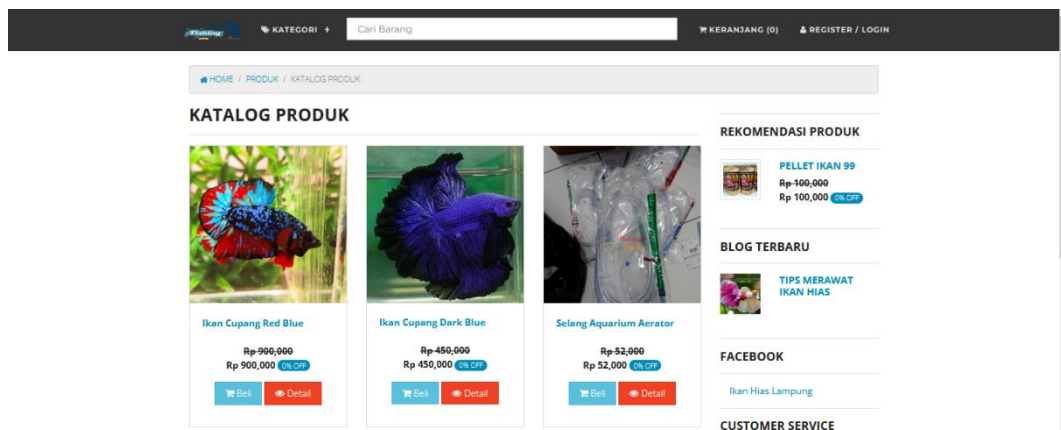 Fishing
KATEGORI +
Cari Barang
KERANJANG (0)
REGISTER / LOGIN
HOME / PRODUK / KATALOG PRODUK
KATALOG PRODUK
Ikan Cupang Red Blue
Rp 900,000
Rp 900,000 0% OFF
Beli
Detail
Ikan Cupang Dark Blue
Rp 450,000
Rp 450,000 0% OFF
Beli
Detail
Selang Aquarium Aerator
Rp 52,000
Rp 52,000 0% OFF
Beli
Detail
REKOMENDASI PRODUK
PELLET IKAN 99
Rp 100,000
Rp 100,000 0% OFF
BLOG TERBARU
TIPS MERAWAT
IKAN HIAS
FACEBOOK
Ikan Hias Lampung
CUSTOMER SERVICE